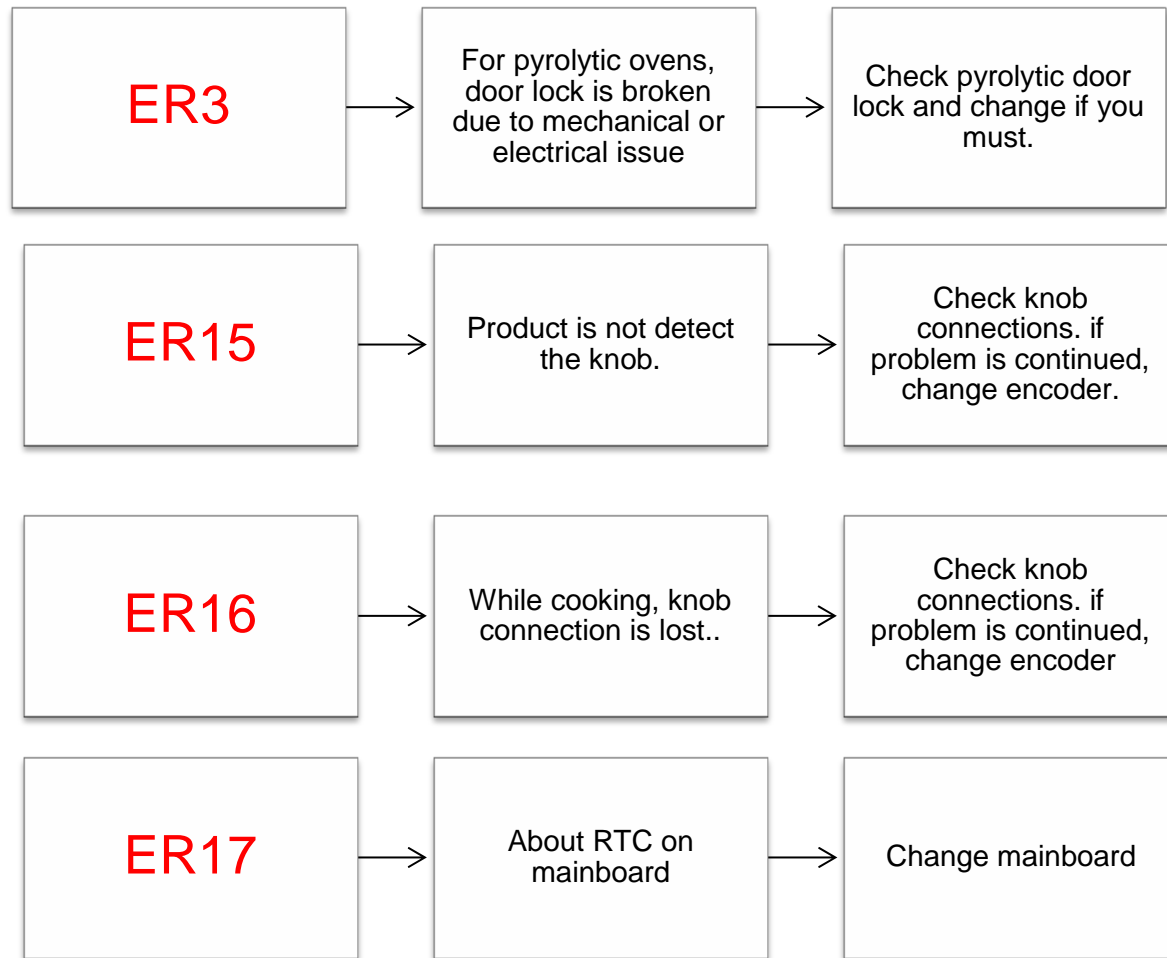 ER3
For pyrolytic ovens,
door lock is broken
due to mechanical or
electrical issue
Check pyrolytic door
lock and change if you
must.
ER15
Product is not detect
the knob.
Check knob
connections. if
problem is continued,
change encoder.
ER16
While cooking, knob
connection is lost..
Check knob
connections. if
problem is continued,
change encoder
ER17
About RTC on
mainboard
Change mainboard